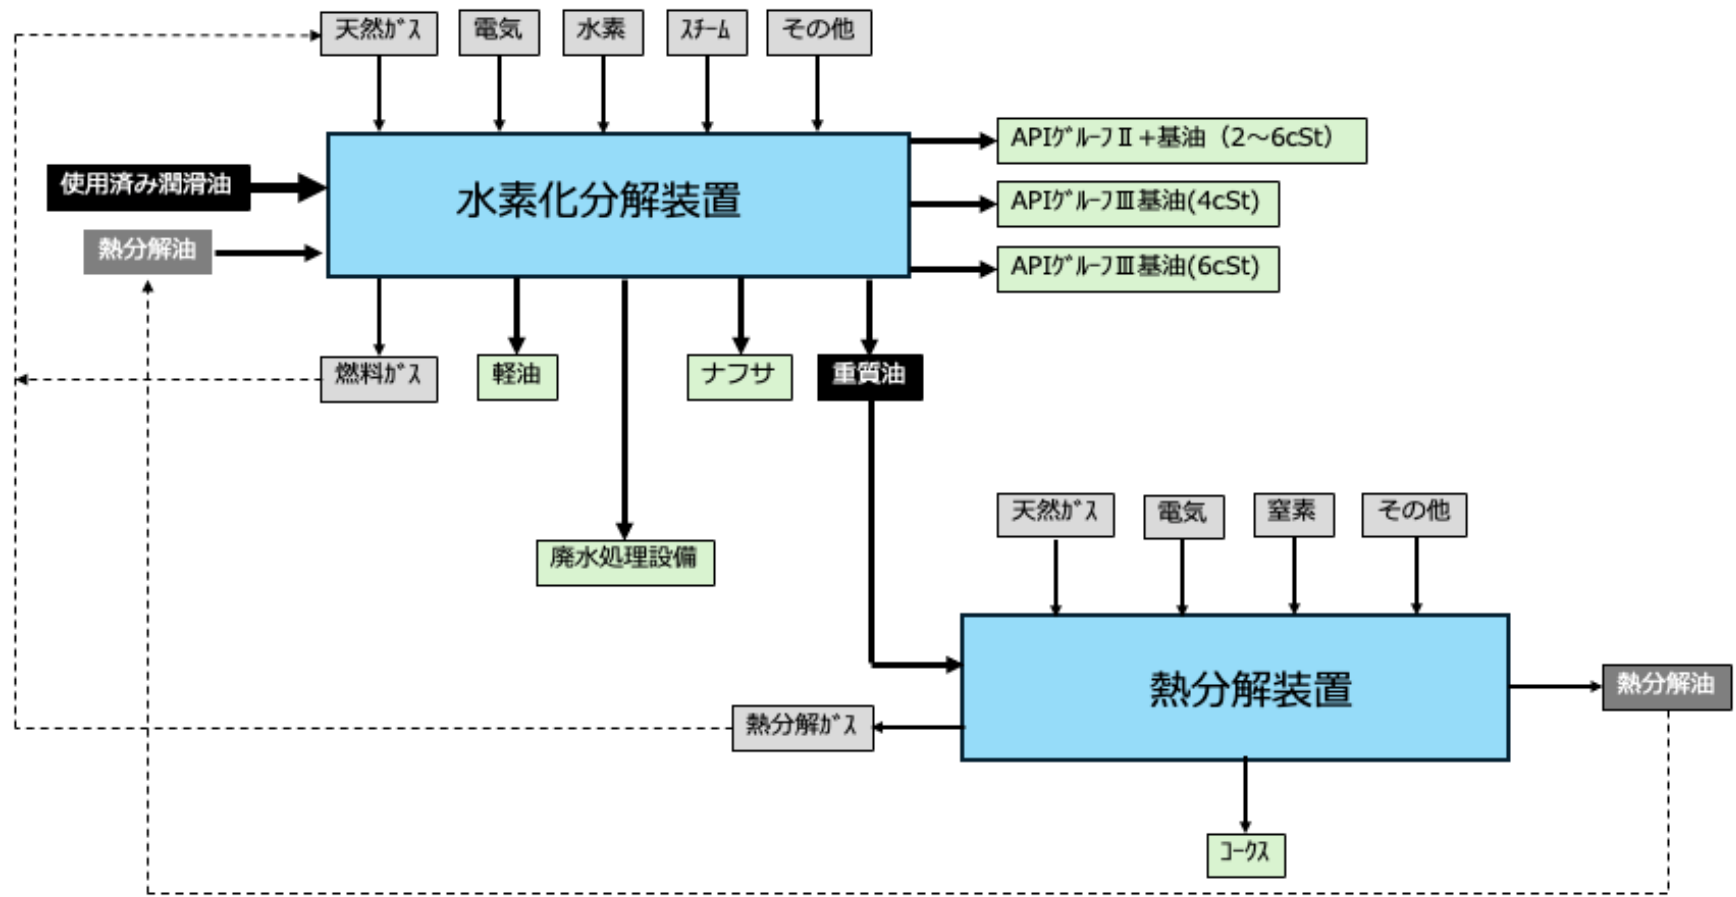 天然ｶﾞｽ
電気
水素
ｽﾁｰﾑ
その他
使用済み潤滑油
熱分解油
水素化分解装置
APIｸﾞﾙｰﾌﾟⅡ+基油（2～6cSt）
APIｸﾞﾙｰﾌﾟⅢ基油(4cSt)
APIｸﾞﾙｰﾌﾟⅢ基油(6cSt)
燃料ｶﾞｽ
軽油
ナフサ
重質油
廃水処理設備
天然ｶﾞｽ
電気
窒素
その他
熱分解装置
熱分解油
熱分解ｶﾞｽ
ｺｰｸｽ